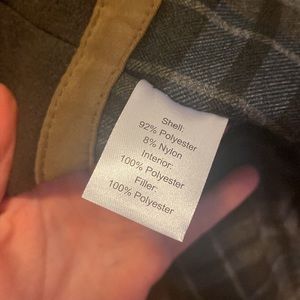 Shell:
92% Polyester
8% Nylon
Interior:
100% Polyester
Filler:
100% Polyester